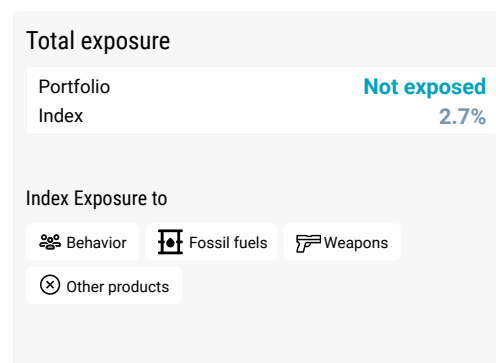 Total exposure
Portfolio Not exposed
Index 2.7%
Index Exposure to
Behavior Fossil fuels Weapons
Other products